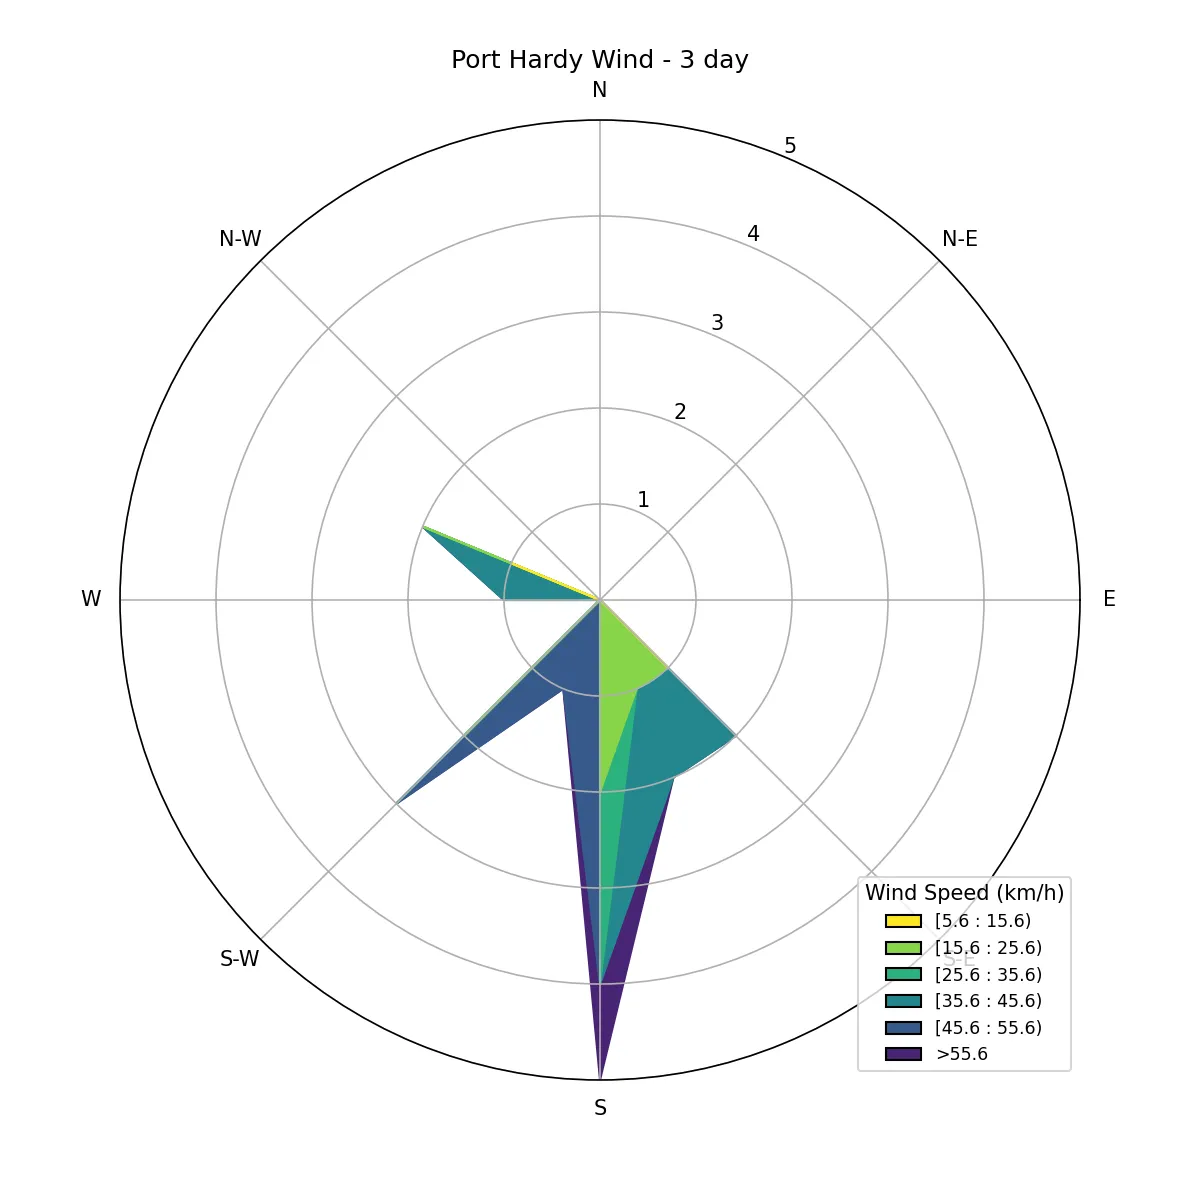 Port Hardy Wind - 3 day
N
5
N-W
4
N-E
3
2
1
W
E
S-W
S-E
S
Wind Speed (km/h)
[5.6 : 15.6)
[15.6 : 25.6)
[25.6 : 35.6)
[35.6 : 45.6)
[45.6 : 55.6)
>55.6